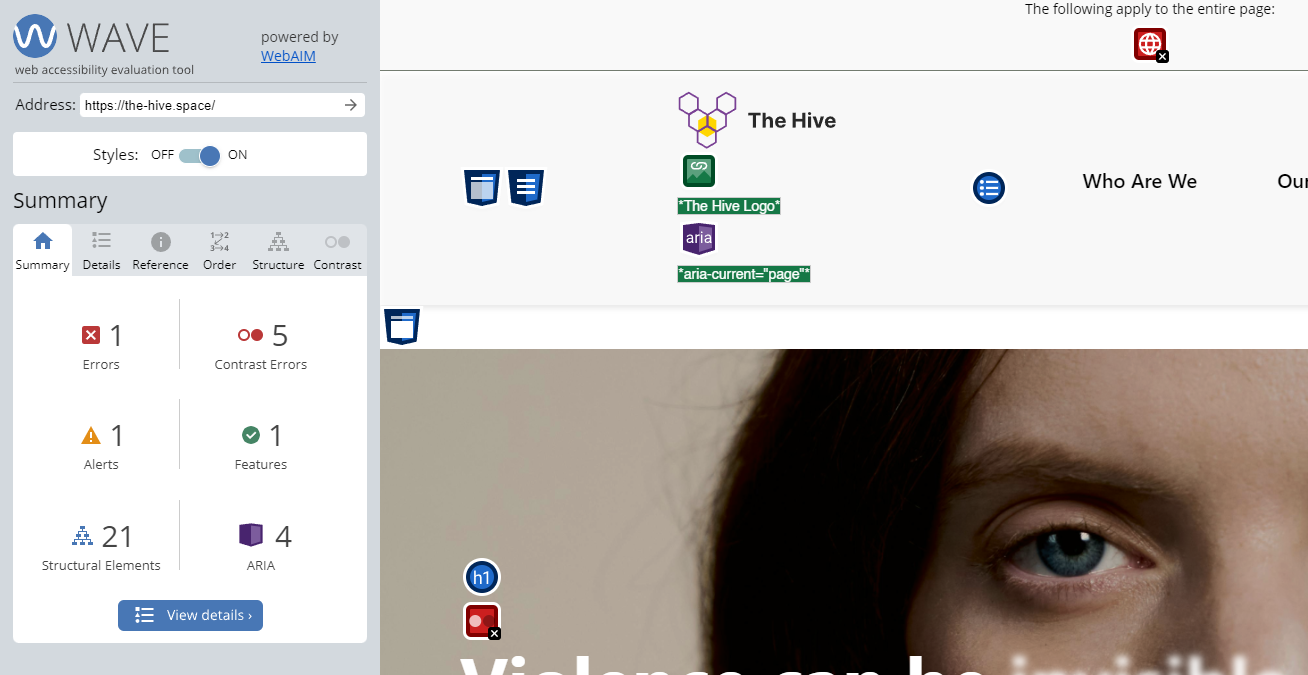 WAVE
powered by
WebAIM
web accessibility evaluation tool
Address: https://the-hive.space/
Styles: OFF ON
Summary
Summary Details Reference Order Structure Contrast
1 Errors
5 Contrast Errors
1 Alerts
1 Features
21 Structural Elements
4 ARIA
View details ›
The following apply to the entire page:
The Hive
*The Hive Logo*
aria
*aria-current="page"*
Who Are We
Our
h1
Violence can be invisible